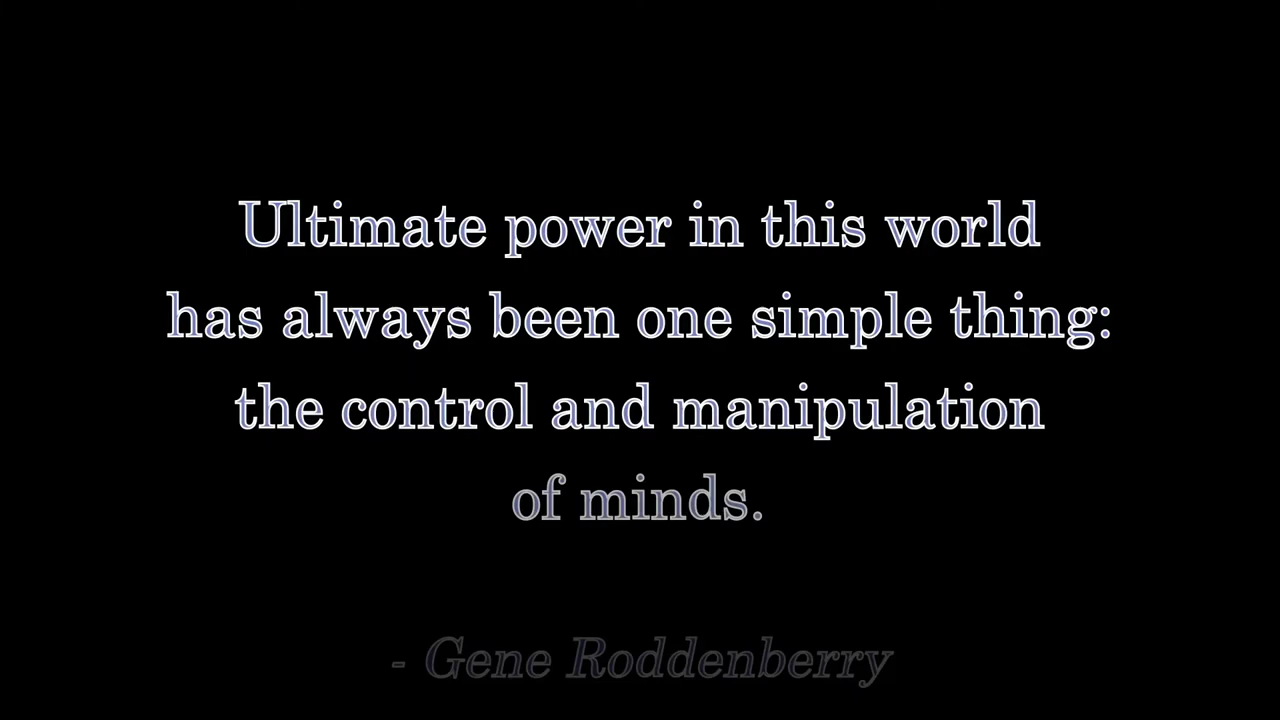 Ultimate power in this world
has always been one simple thing:
the control and manipulation
of minds.
- Gene Roddenberry